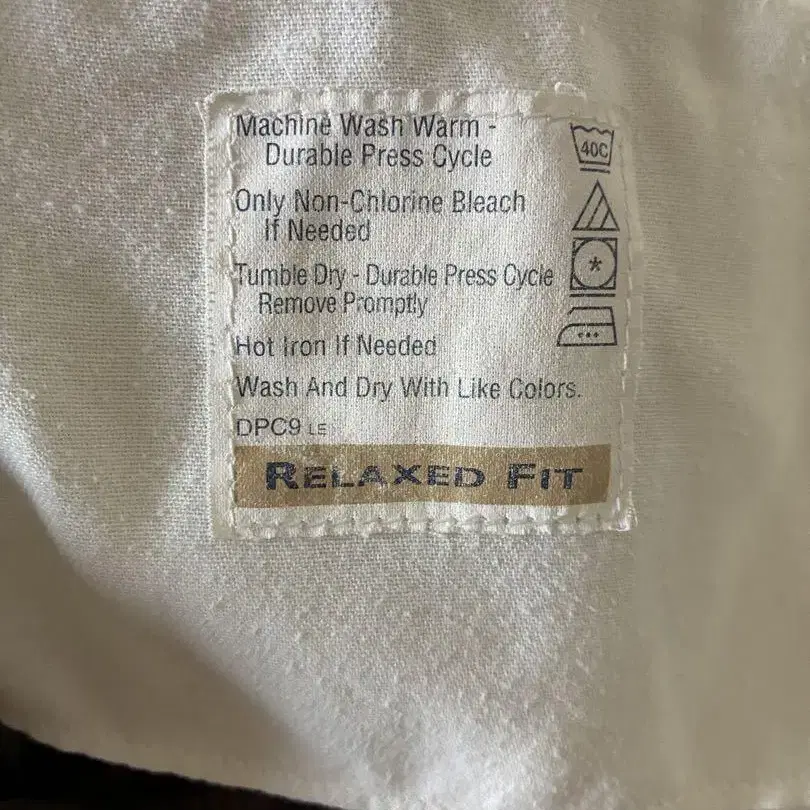 Machine Wash Warm -
Durable Press Cycle
40C
Only Non-Chlorine Bleach
If Needed
Tumble Dry - Durable Press Cycle
Remove Promptly
Hot Iron If Needed
Wash And Dry With Like Colors.
DPC9 LE
RELAXED FIT